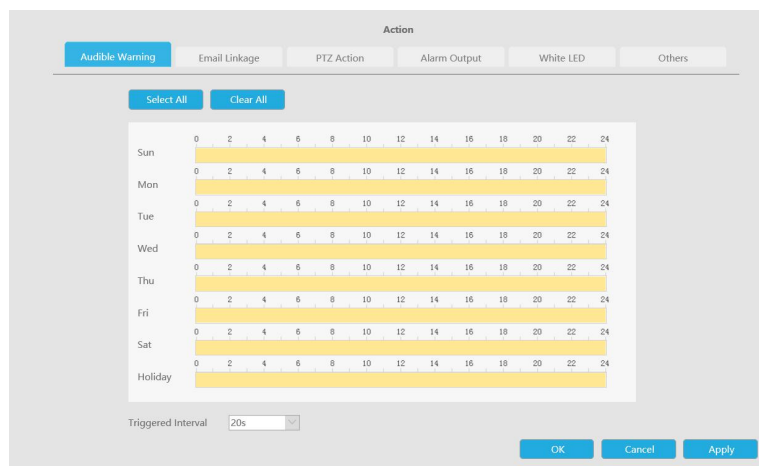 Action
Audible Warning Email Linkage PTZ Action Alarm Output White LED Others
Select All Clear All
0 2 4 6 8 10 12 14 16 18 20 22 24
Sun
0 2 4 6 8 10 12 14 16 18 20 22 24
Mon
0 2 4 6 8 10 12 14 16 18 20 22 24
Tue
0 2 4 6 8 10 12 14 16 18 20 22 24
Wed
0 2 4 6 8 10 12 14 16 18 20 22 24
Thu
0 2 4 6 8 10 12 14 16 18 20 22 24
Fri
0 2 4 6 8 10 12 14 16 18 20 22 24
Sat
0 2 4 6 8 10 12 14 16 18 20 22 24
Holiday
Triggered Interval 20s
OK Cancel Apply